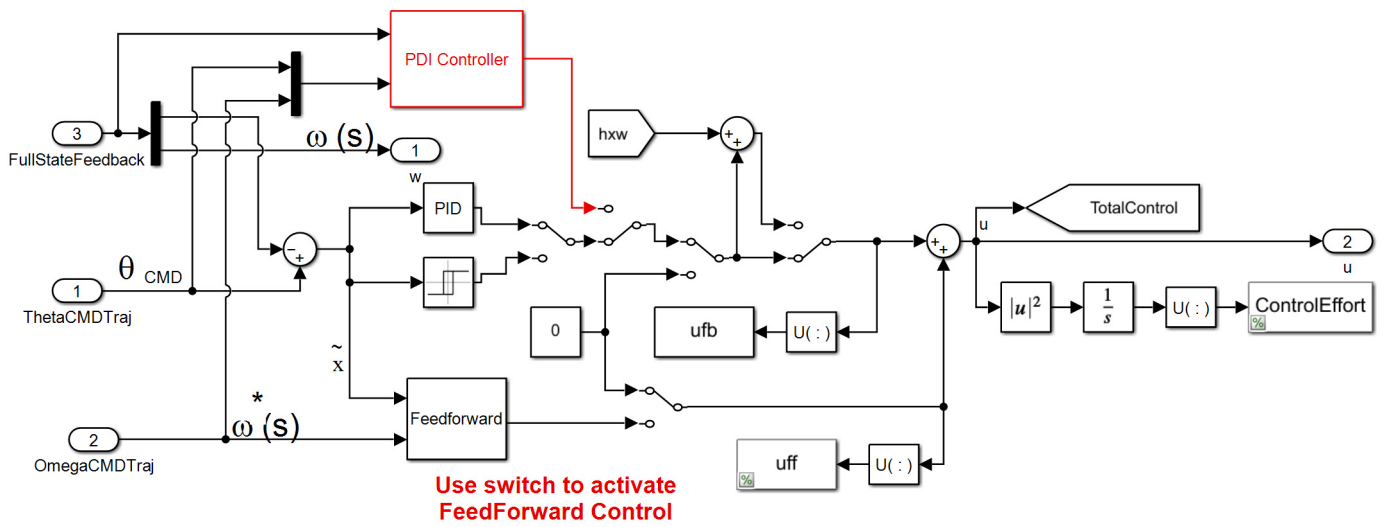 PDI Controller
3
FullStateFeedback
ω (s)
1
w
hxw
+
+
PID
−
+
θ CMD
1
ThetaCMDTraj
~
x
0
ufb
U( : )
+
+
u
TotalControl
2
u
|u|²
1
s
U( : )
ControlEffort
%
Feedforward
*
ω (s)
2
OmegaCMDTraj
uff
%
U( : )
Use switch to activate
FeedForward Control